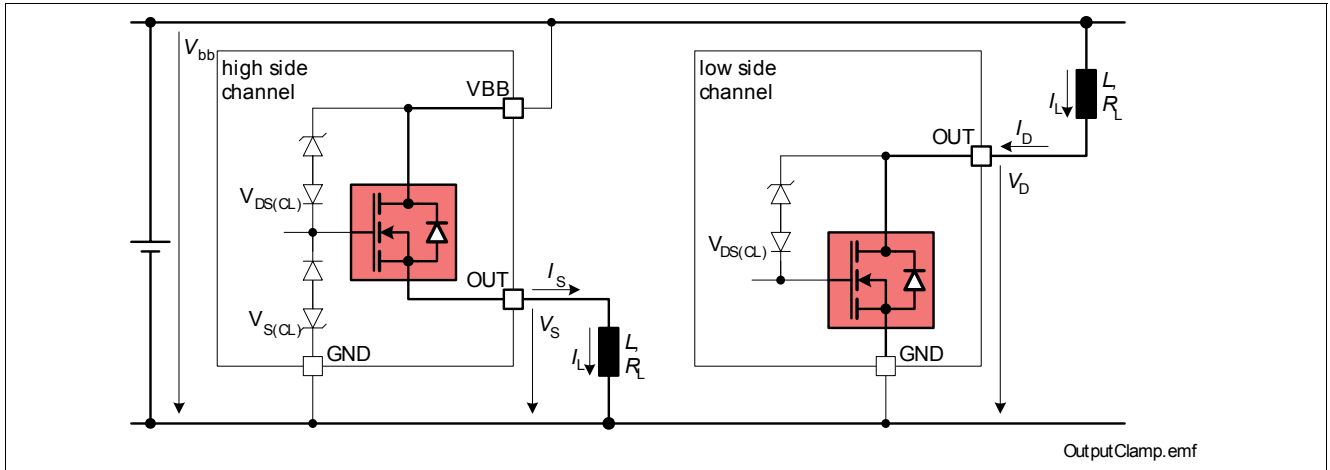 V_bb
high side
channel
VBB
V_DS(CL)
OUT
I_S
V_S(CL)
V_S
GND
I_L
L,
R_L
low side
channel
L,
R_L
I_L
OUT
I_D
V_D
V_DS(CL)
GND
OutputClamp.emf